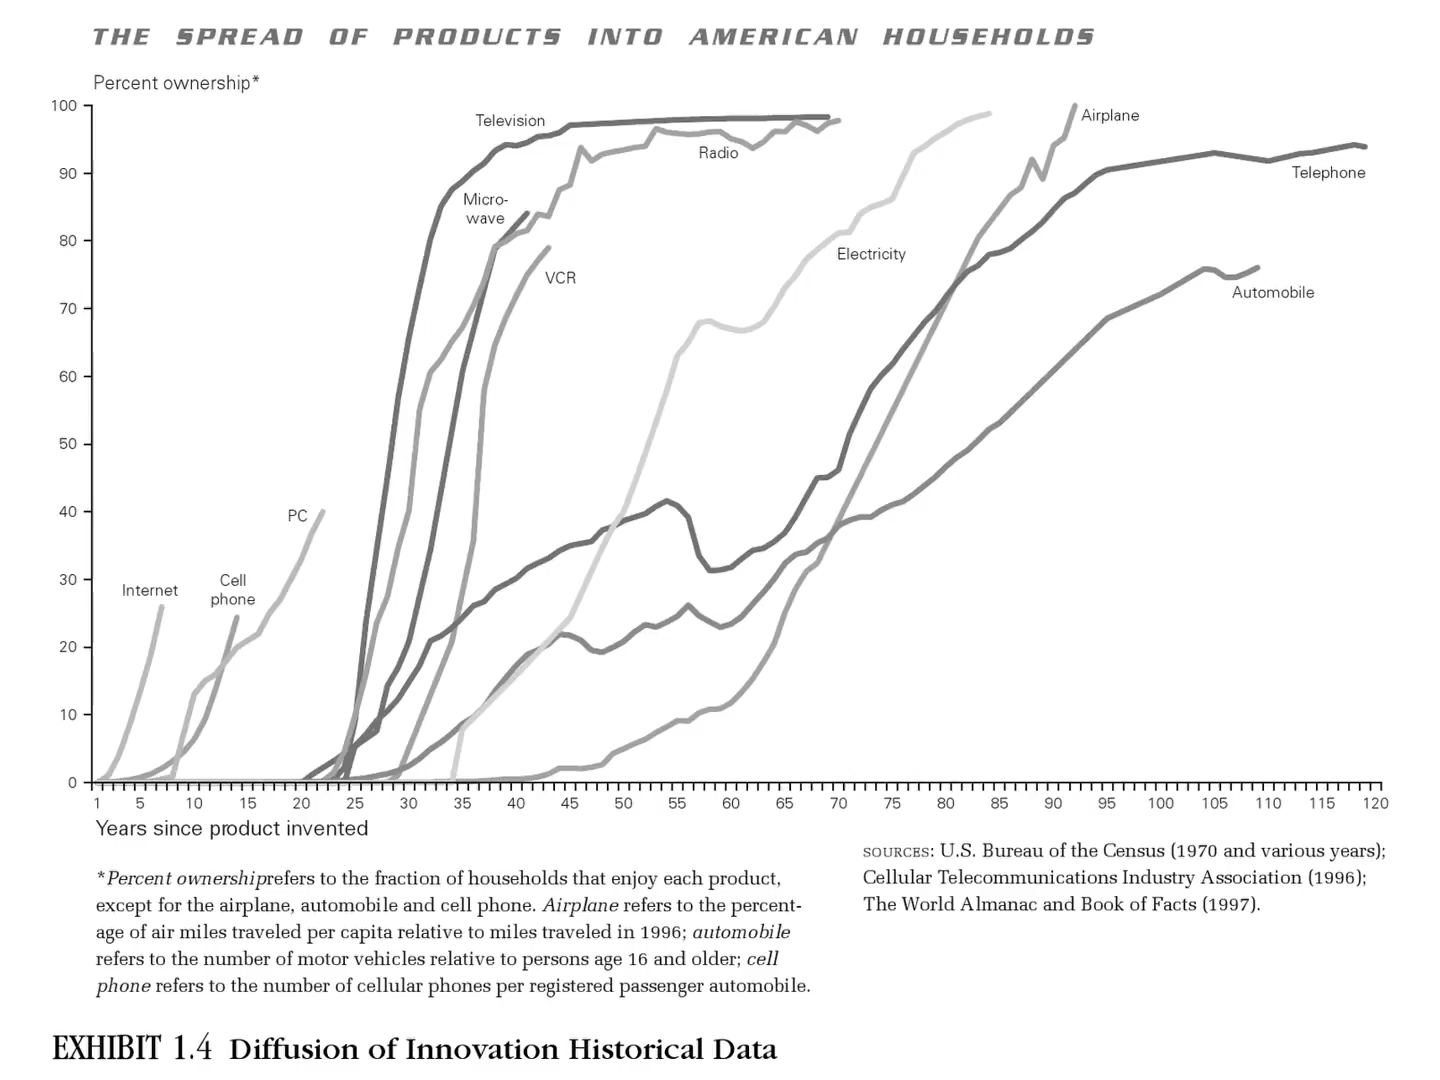 THE SPREAD OF PRODUCTS INTO AMERICAN HOUSEHOLDS
Percent ownership*
100
90
80
70
60
50
40
30
20
10
0
Television
Radio
Micro-
wave
VCR
Electricity
Airplane
Telephone
Automobile
PC
Internet
Cell
phone
1 5 10 15 20 25 30 35 40 45 50 55 60 65 70 75 80 85 90 95 100 105 110 115 120
Years since product invented
*Percent ownershiprefers to the fraction of households that enjoy each product,
except for the airplane, automobile and cell phone. Airplane refers to the percent-
age of air miles traveled per capita relative to miles traveled in 1996; automobile
refers to the number of motor vehicles relative to persons age 16 and older; cell
phone refers to the number of cellular phones per registered passenger automobile.
SOURCES: U.S. Bureau of the Census (1970 and various years);
Cellular Telecommunications Industry Association (1996);
The World Almanac and Book of Facts (1997).
EXHIBIT 1.4 Diffusion of Innovation Historical Data